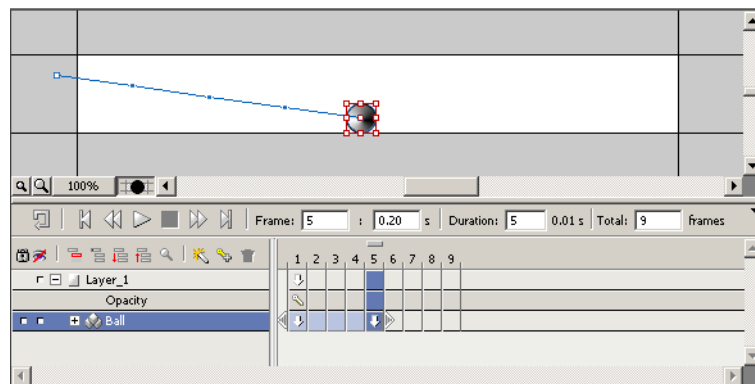 100%
Frame: 5 : 0.20 s Duration: 5 0.01 s Total: 9 frames
1 2 3 4 5 6 7 8 9
Layer_1
Opacity
Ball